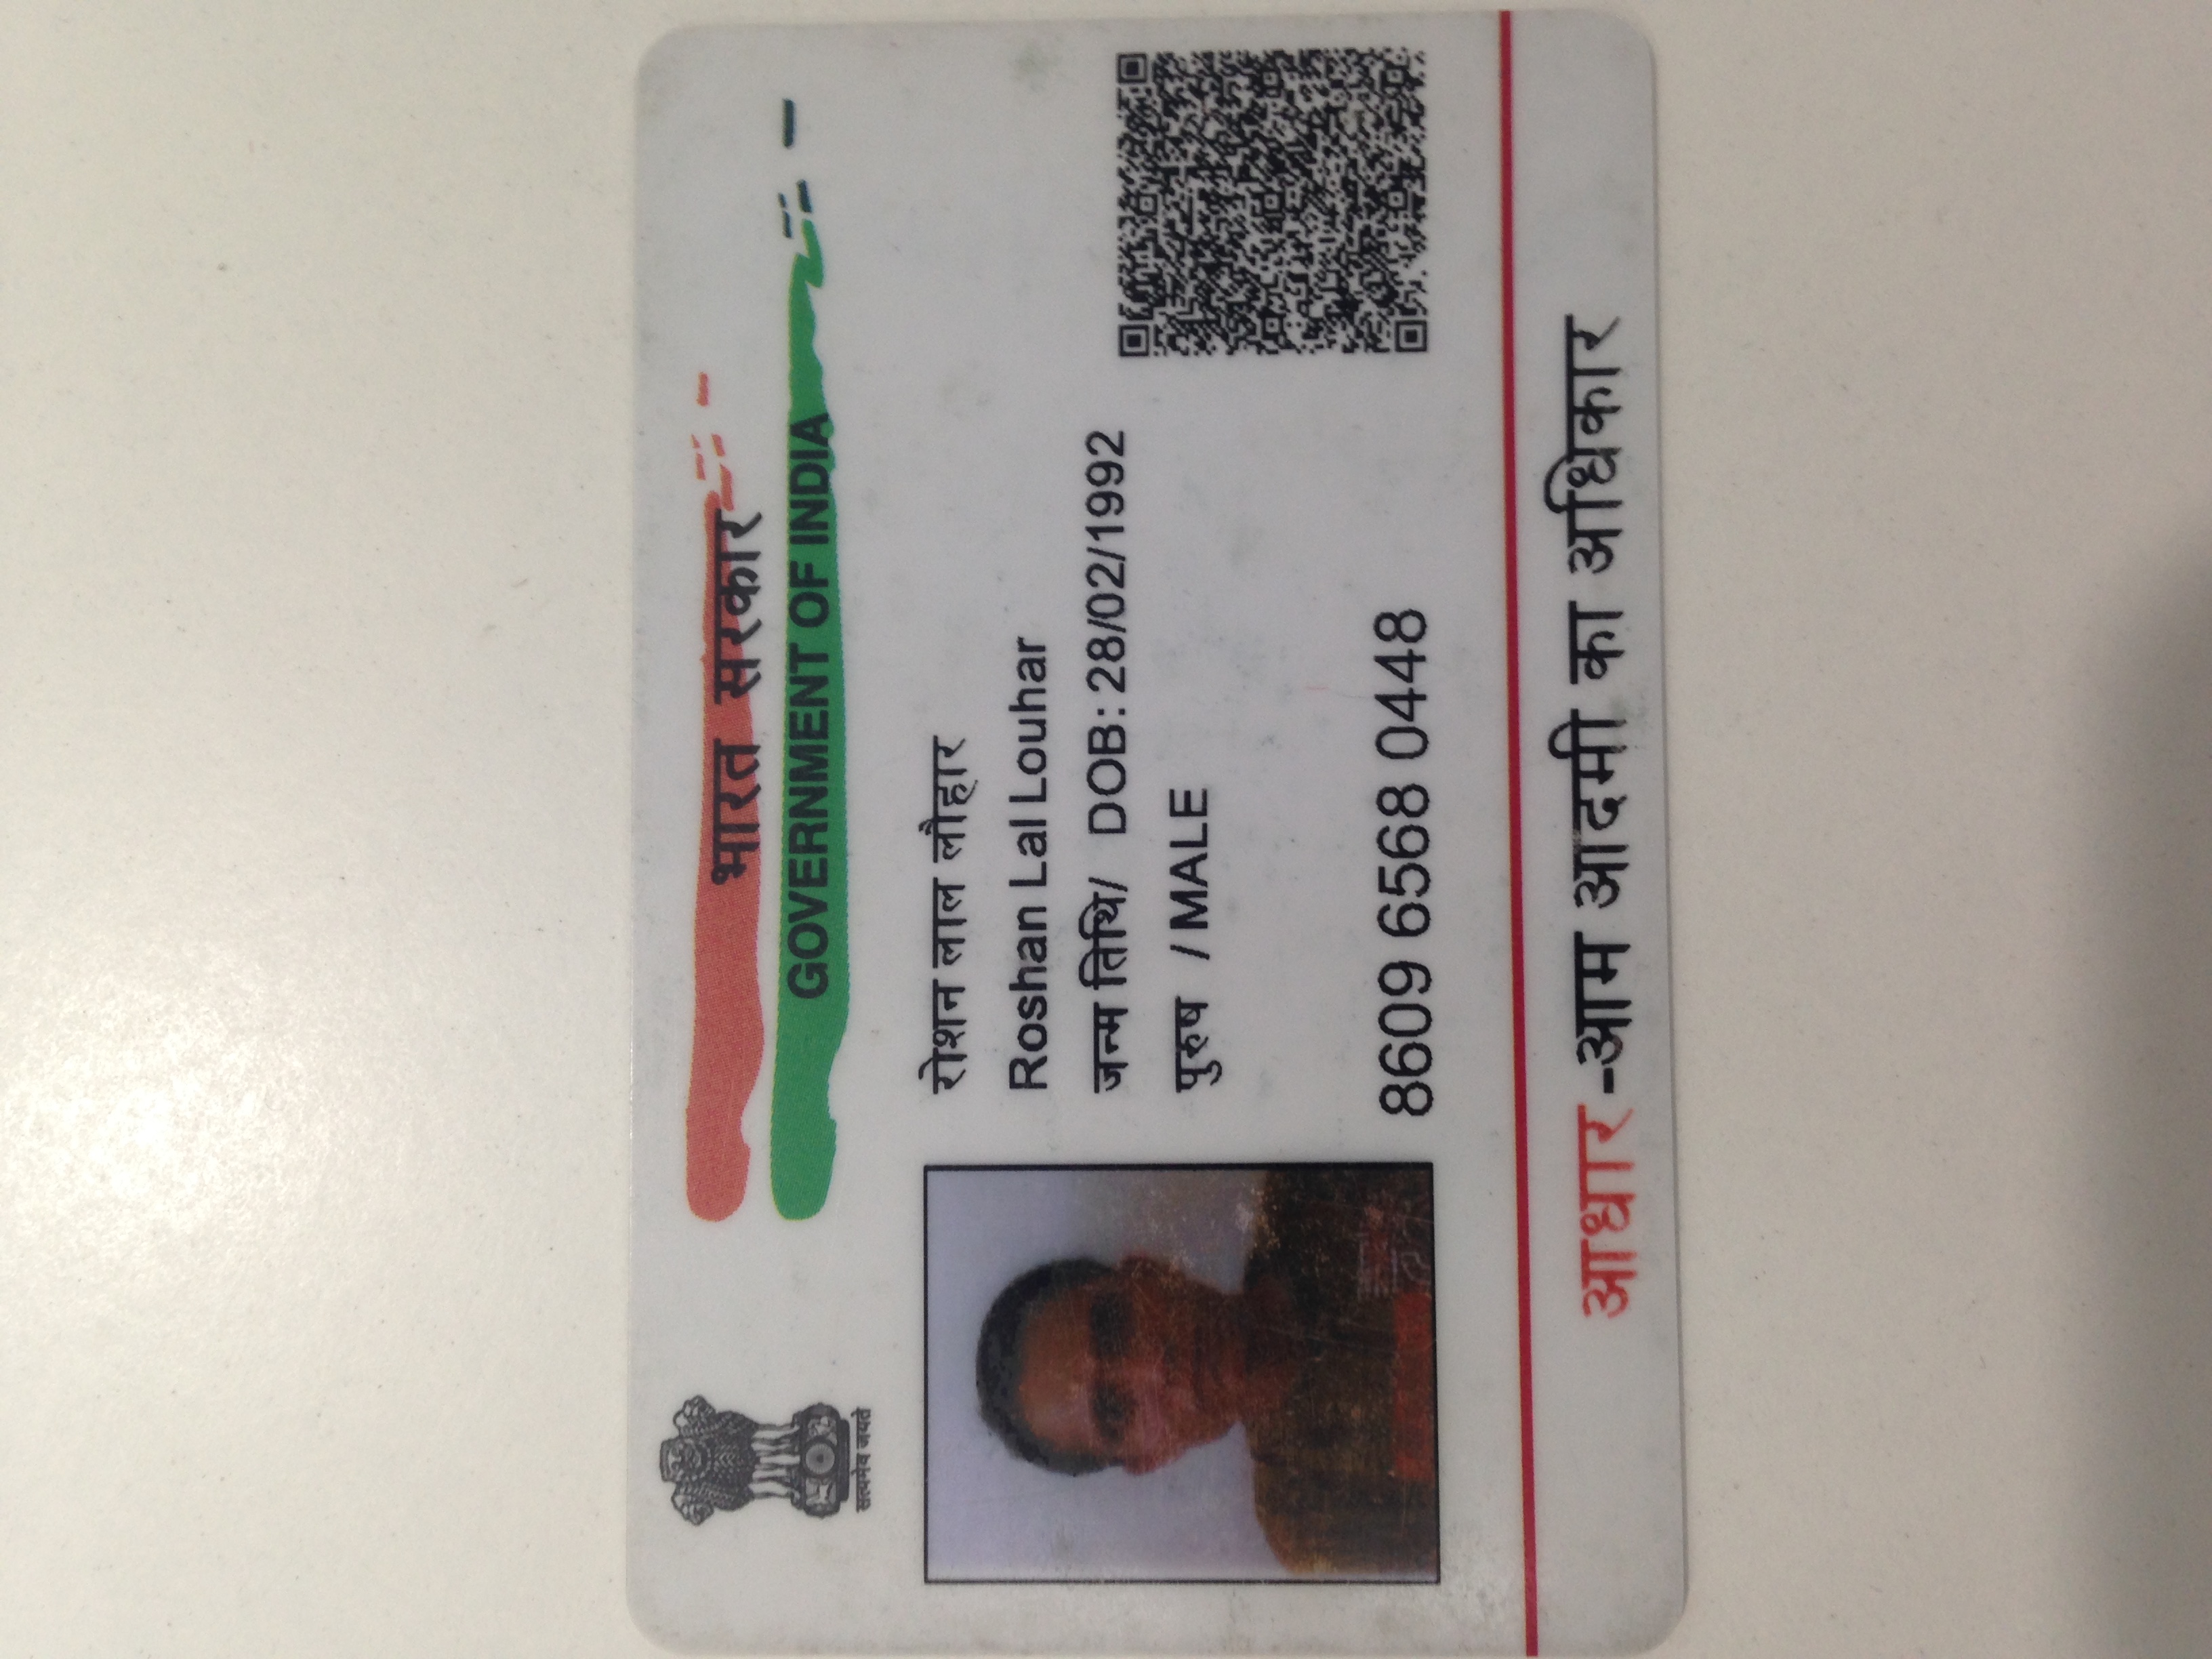 भारत सरकार
GOVERNMENT OF INDIA
सत्यमेव जयते
रोशन लाल लौहार
Roshan Lal Louhar
जन्म तिथि/ DOB: 28/02/1992
पुरुष / MALE
8609 6568 0448
आधार-आम आदमी का अधिकार